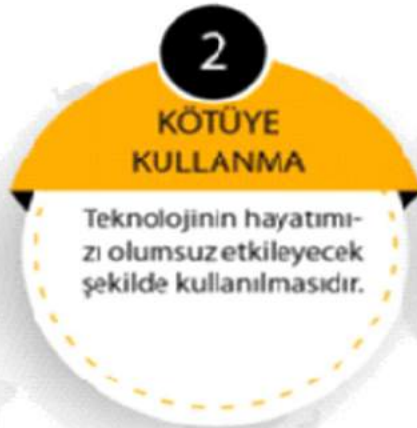 2
KÖTÜYE
KULLANMA
Teknolojinin hayatımı-
zı olumsuz etkileyecek
şekilde kullanılmasıdır.